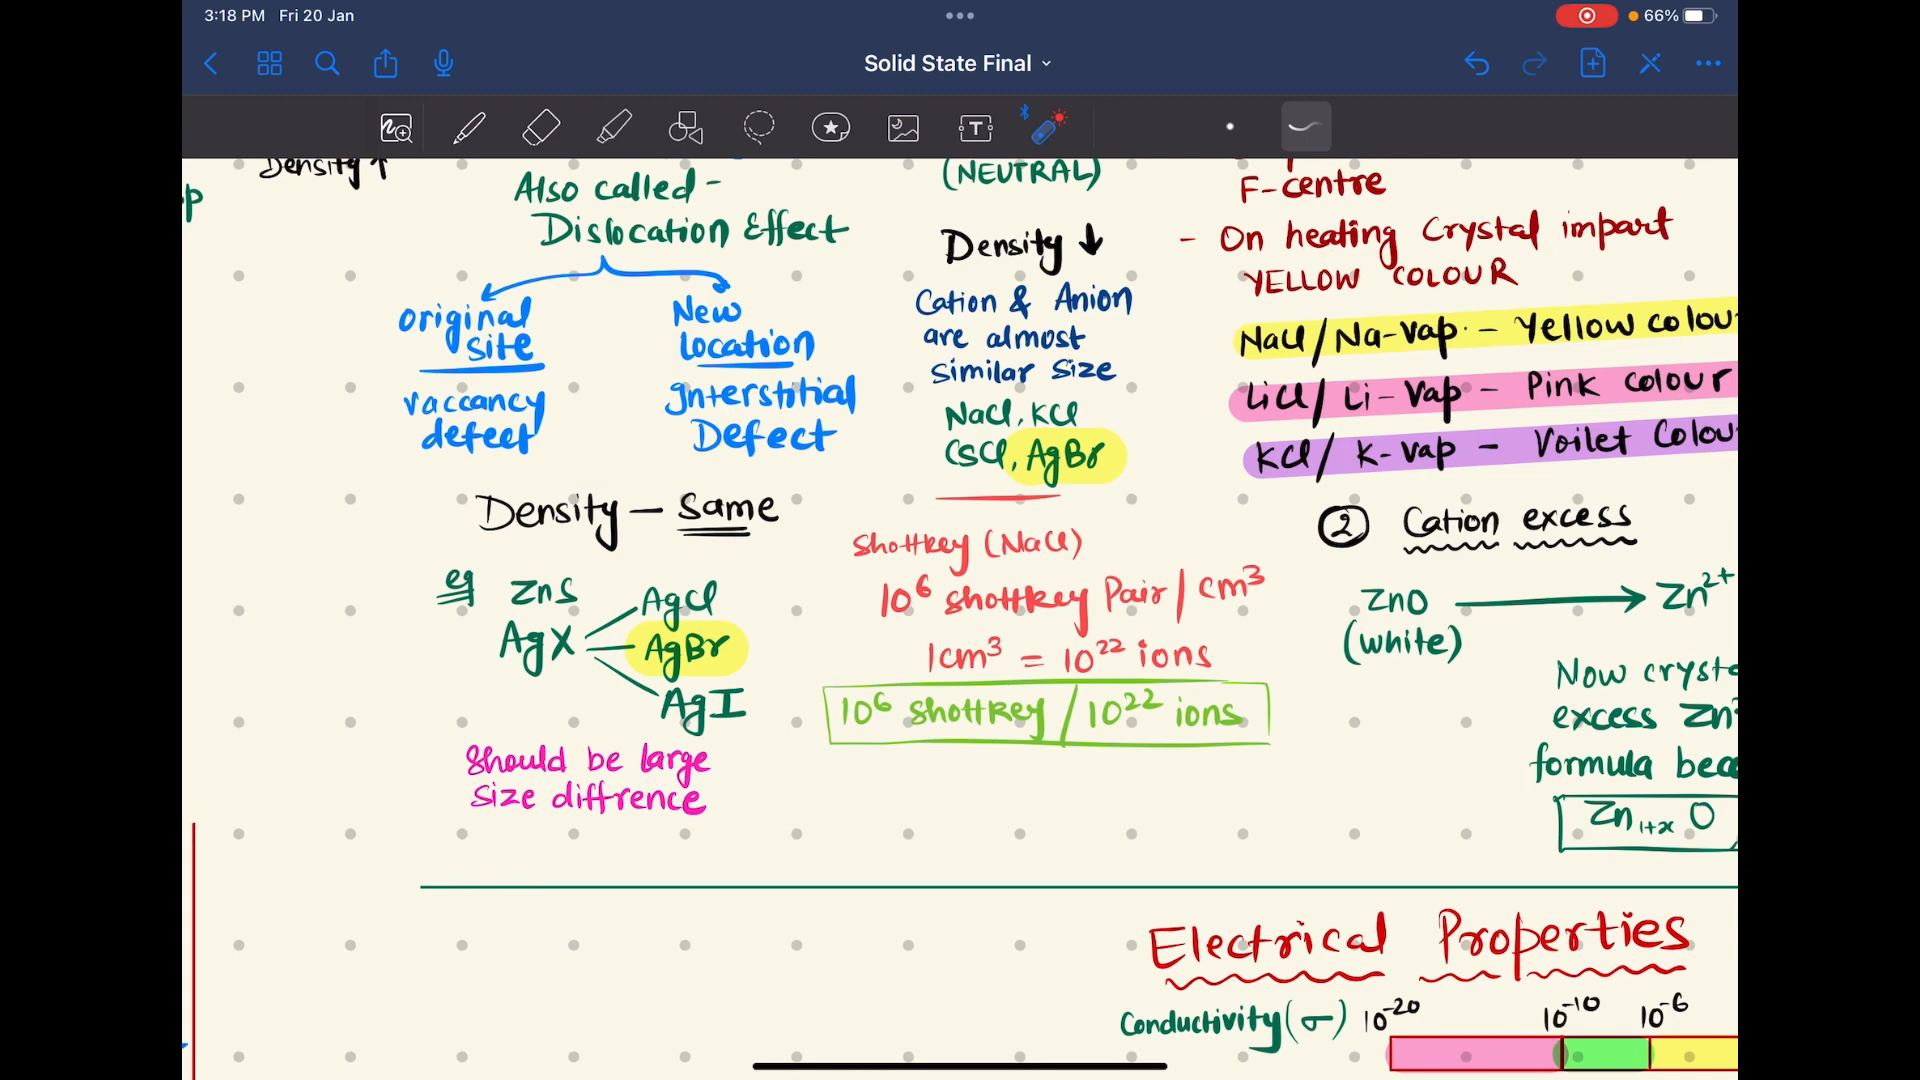 3:18 PM Fri 20 Jan
66%
Solid State Final
T
Density ↑
Also called -
Dislocation Effect
original
site
vaccancy
defect
New
location
Interstitial
Defect
Density — Same
eg ZnS
AgX
AgCl
AgBr
AgI
Should be large
size diffrence
(NEUTRAL)
Density ↓
Cation & Anion
are almost
similar size
NaCl, KCl
CsCl, AgBr
Shottkey (NaCl)
10⁶ shottkey Pair / cm³
1cm³ = 10²² ions
10⁶ shottkey / 10²² ions
F-centre
- On heating Crystal impart
YELLOW COLOUR
NaCl / Na-Vap. - Yellow colou
LiCl / Li-Vap - Pink colour
KCl / K-Vap - Voilet Colou
② Cation excess
ZnO ⟶ Zn²⁺
(white)
Now cryst
excess Zn
formula bec
Zn₁₊ₓ O
Electrical Properties
Conductivity (σ) 10⁻²⁰ 10⁻¹⁰ 10⁻⁶